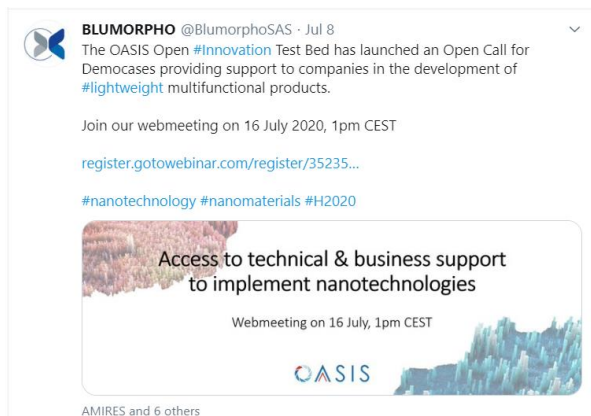 BLUMORPHO @BlumorphoSAS · Jul 8
The OASIS Open #Innovation Test Bed has launched an Open Call for
Democases providing support to companies in the development of
#lightweight multifunctional products.
Join our webmeeting on 16 July 2020, 1pm CEST
register.gotowebinar.com/register/35235...
#nanotechnology #nanomaterials #H2020
Access to technical & business support
to implement nanotechnologies
Webmeeting on 16 July, 1pm CEST
OASIS
AMIRES and 6 others